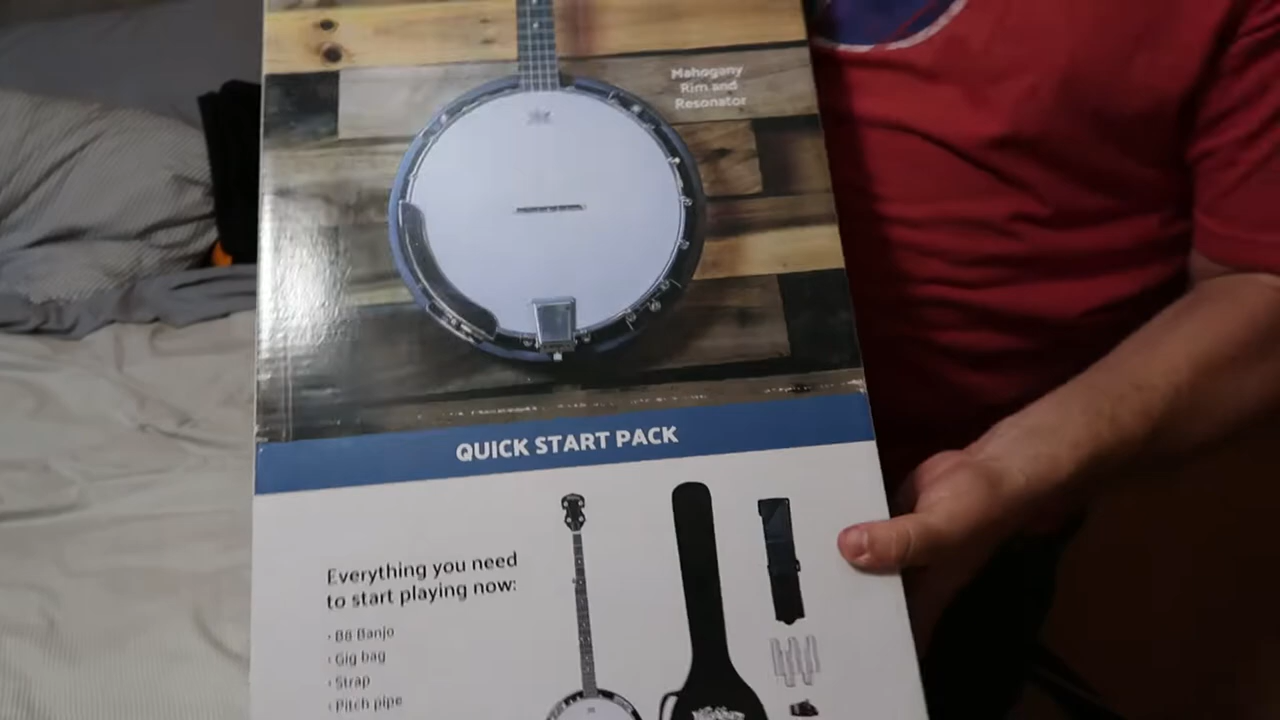 Mahogany
Rim and
Resonator
QUICK START PACK
Everything you need
to start playing now:
· B8 Banjo
· Gig bag
· Strap
· Pitch pipe